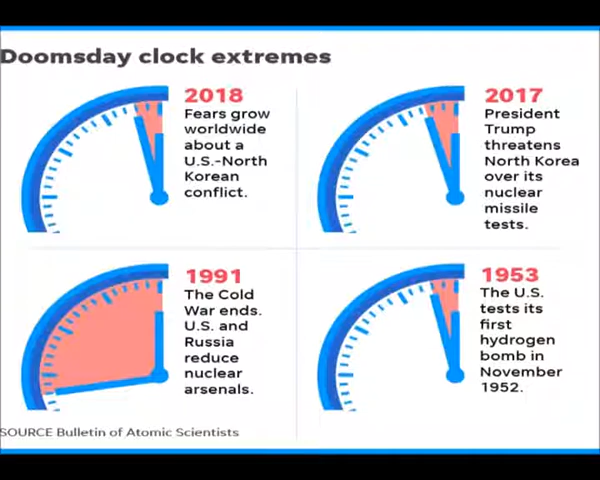 Doomsday clock extremes
2018
Fears grow
worldwide
about a
U.S.-North
Korean
conflict.
2017
President
Trump
threatens
North Korea
over its
nuclear
missile
tests.
1991
The Cold
War ends.
U.S. and
Russia
reduce
nuclear
arsenals.
1953
The U.S.
tests its
first
hydrogen
bomb in
November
1952.
SOURCE Bulletin of Atomic Scientists